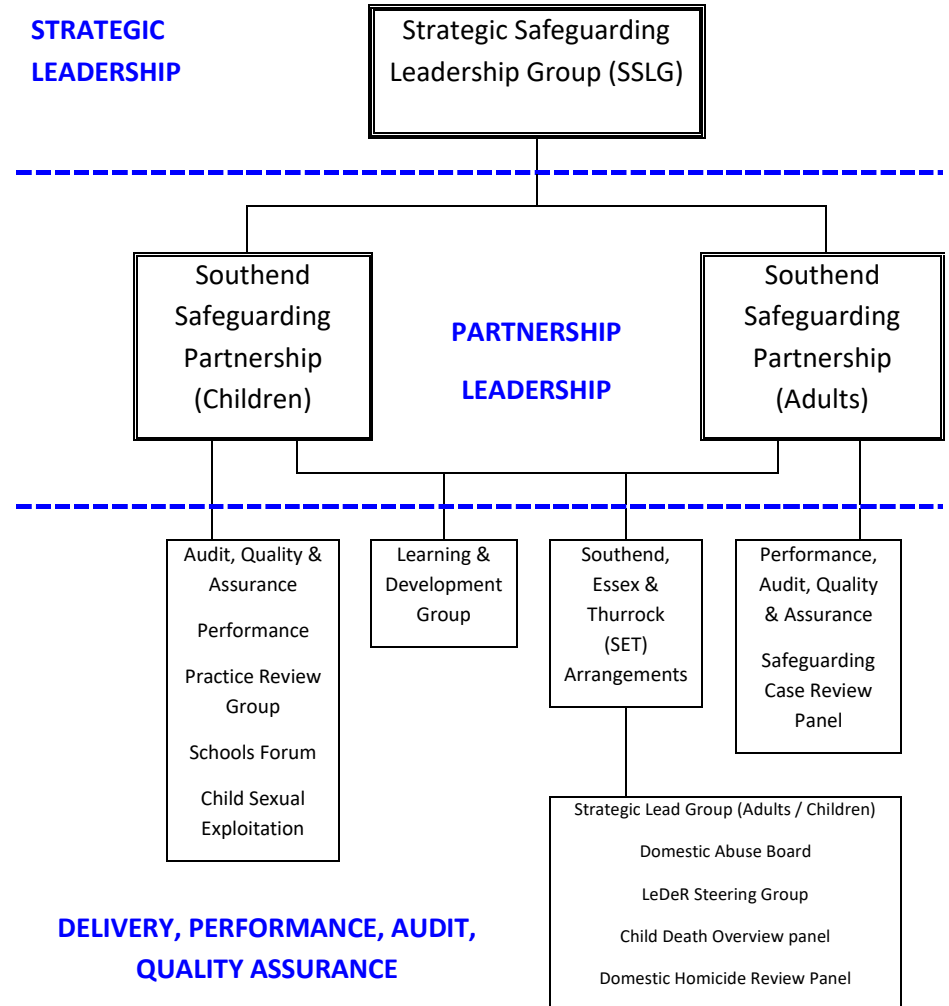 STRATEGIC
LEADERSHIP
Strategic Safeguarding
Leadership Group (SSLG)
Southend
Safeguarding
Partnership
(Children)
PARTNERSHIP
LEADERSHIP
Southend
Safeguarding
Partnership
(Adults)
Audit, Quality &
Assurance
Performance
Practice Review
Group
Schools Forum
Child Sexual
Exploitation
Learning &
Development
Group
Southend,
Essex &
Thurrock
(SET)
Arrangements
Performance,
Audit, Quality
& Assurance
Safeguarding
Case Review
Panel
Strategic Lead Group (Adults / Children)
Domestic Abuse Board
LeDeR Steering Group
Child Death Overview panel
Domestic Homicide Review Panel
DELIVERY, PERFORMANCE, AUDIT,
QUALITY ASSURANCE